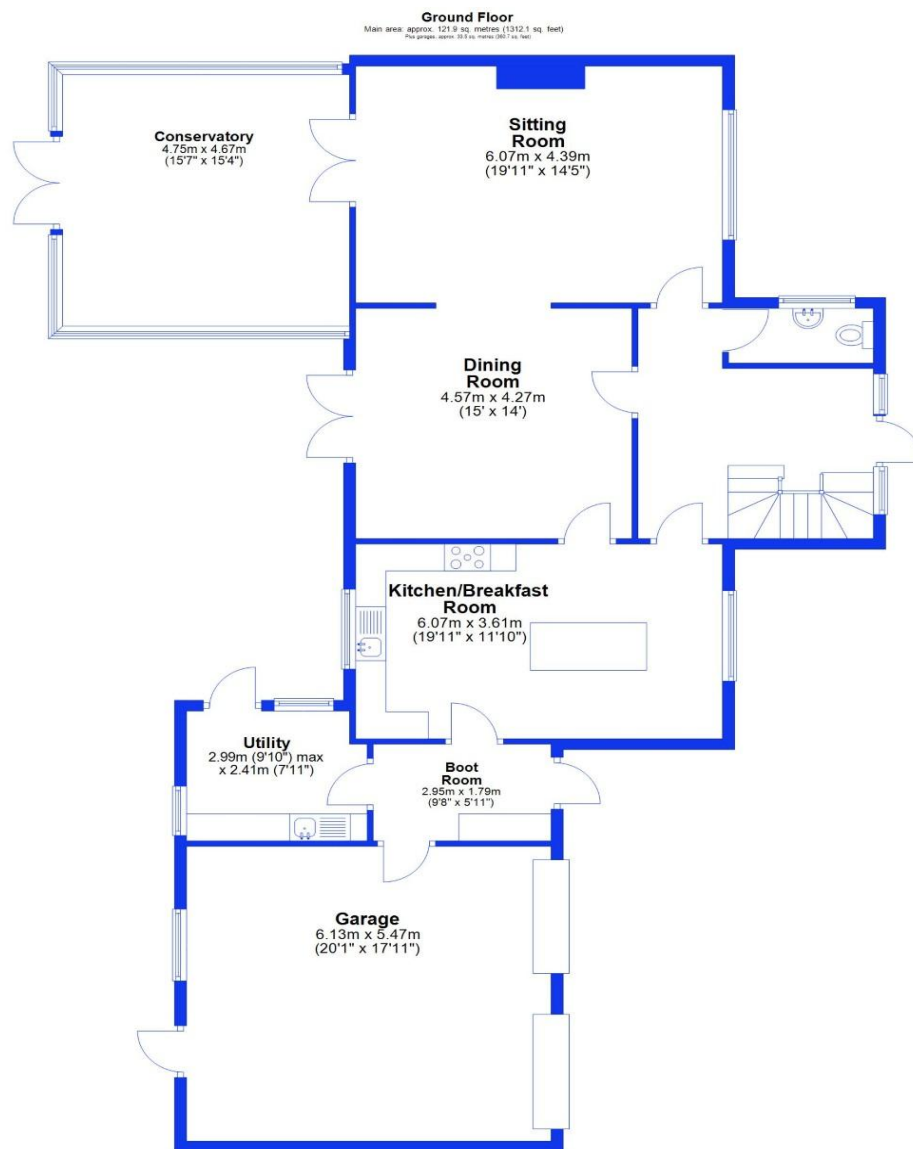 Ground Floor
Main area: approx. 121.9 sq. metres (1312.1 sq. feet)
Plus garages, approx.
Conservatory
4.75m x 4.67m
(15'7" x 15'4")
Sitting
Room
6.07m x 4.39m
(19'11" x 14'5")
Dining
Room
4.57m x 4.27m
(15' x 14')
Kitchen/Breakfast
Room
6.07m x 3.61m
(19'11" x 11'10")
Utility
2.99m (9'10") max
x 2.41m (7'11")
Boot
Room
2.95m x 1.79m
(9'8" x 5'11")
Garage
6.13m x 5.47m
(20'1" x 17'11")